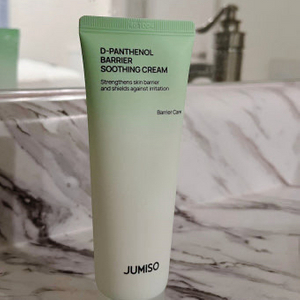 D-PANTHENOL
BARRIER
SOOTHING CREAM
Strengthens skin barrier
and shields against irritation
Barrier Care
JUMISO